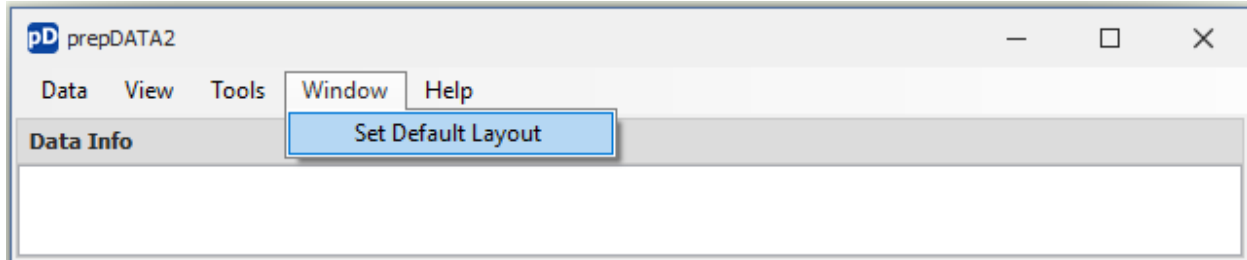 pD prepDATA2
Data View Tools Window Help
Set Default Layout
Data Info